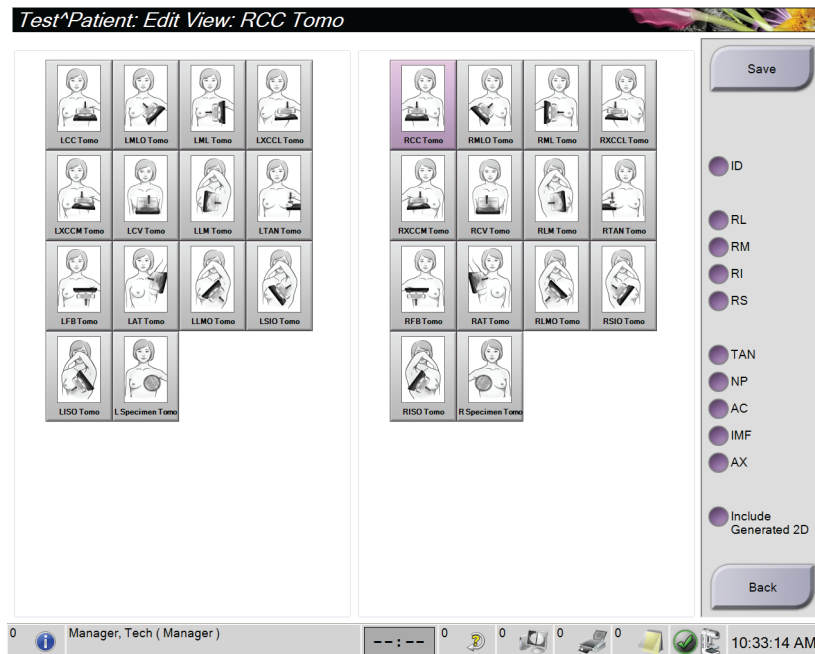 Test^Patient: Edit View: RCC Tomo
LCC Tomo
LMLO Tomo
LML Tomo
LXCCL Tomo
LXCCM Tomo
LCV Tomo
LLM Tomo
LTAN Tomo
LFB Tomo
LAT Tomo
LLMO Tomo
LSIO Tomo
LISO Tomo
L Specimen Tomo
RCC Tomo
RMLO Tomo
RML Tomo
RXCCL Tomo
RXCCM Tomo
RCV Tomo
RLM Tomo
RTAN Tomo
RFB Tomo
RAT Tomo
RLMO Tomo
RSIO Tomo
RISO Tomo
R Specimen Tomo
Save
ID
RL
RM
RI
RS
TAN
NP
AC
IMF
AX
Include
Generated 2D
Back
0
Manager, Tech ( Manager )
--:--
0
0
0
0
10:33:14 AM